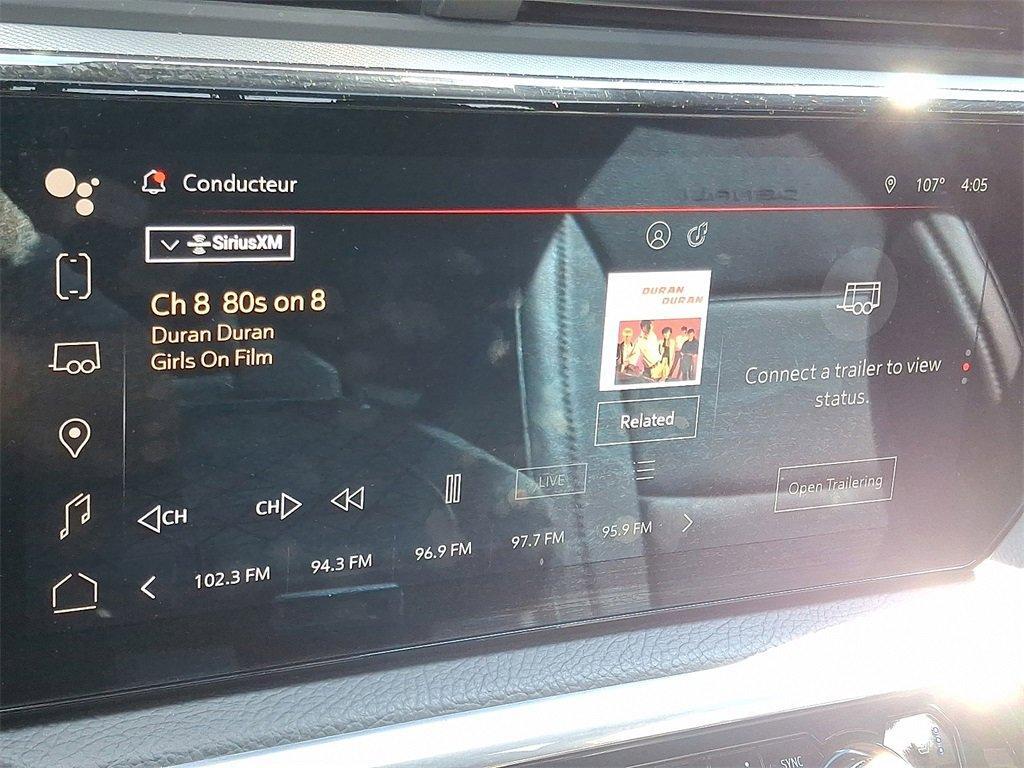 Conducteur
107° 4:05
SiriusXM
Ch 8 80s on 8
Duran Duran
Girls On Film
DURAN
DURAN
Related
Connect a trailer to view
status.
Open Trailering
CH
CH
LIVE
102.3 FM
94.3 FM
96.9 FM
97.7 FM
95.9 FM
SYNC